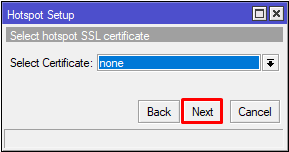 Hotspot Setup
Select hotspot SSL certificate
Select Certificate: none
Back Next Cancel